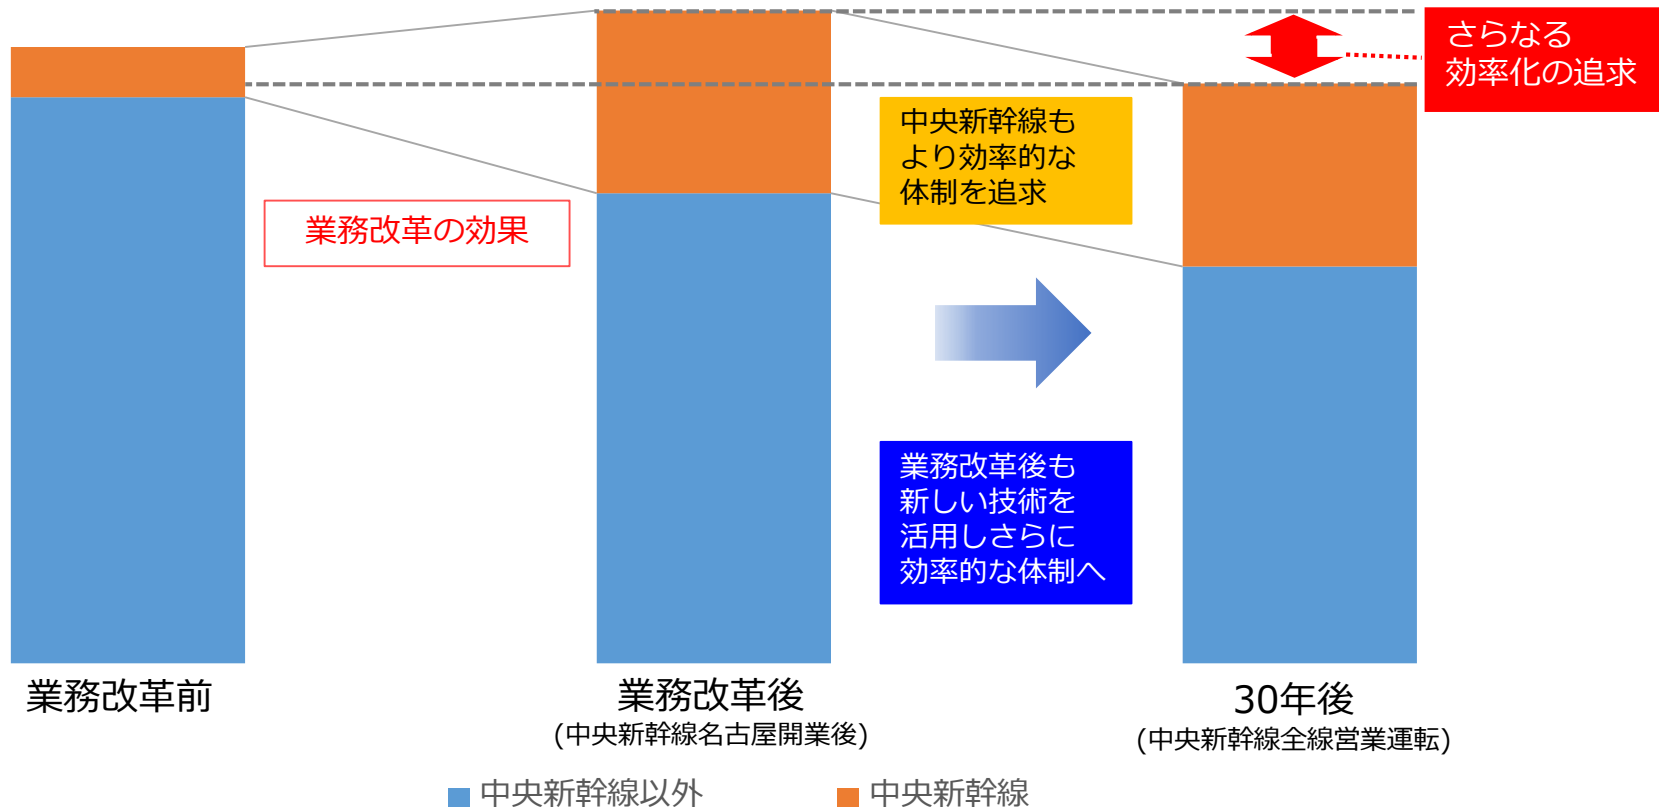 さらなる
効率化の追求
中央新幹線も
より効率的な
体制を追求
業務改革の効果
業務改革後も
新しい技術を
活用しさらに
効率的な体制へ
業務改革前
業務改革後
(中央新幹線名古屋開業後)
30年後
(中央新幹線全線営業運転)
中央新幹線以外
中央新幹線